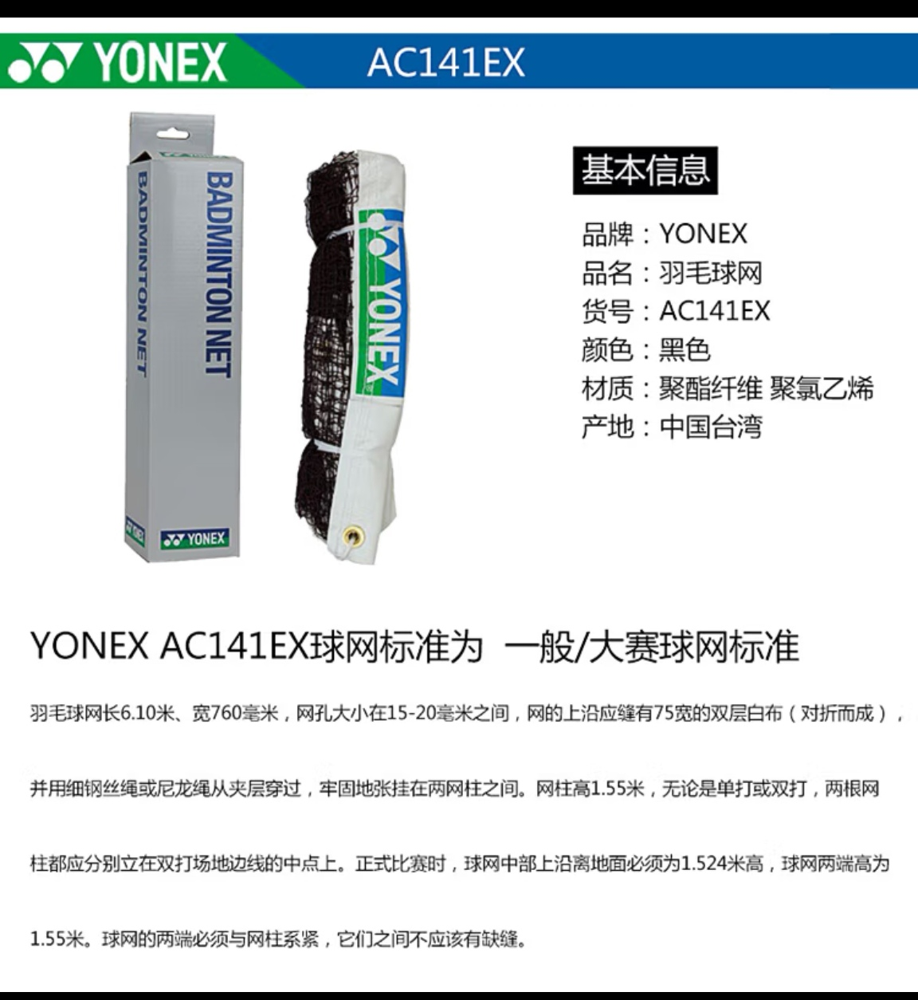 YONEX
AC141EX
BADMINTON NET
BADMINTON NET
YONEX
YONEX
YONEX
基本信息
品牌：YONEX
品名：羽毛球网
货号：AC141EX
颜色：黑色
材质：聚酯纤维 聚氯乙烯
产地：中国台湾
YONEX AC141EX球网标准为 一般/大赛球网标准
羽毛球网长6.10米、宽760毫米，网孔大小在15-20毫米之间，网的上沿应缝有75宽的双层白布（对折而成），
并用细钢丝绳或尼龙绳从夹层穿过，牢固地张挂在两网柱之间。网柱高1.55米，无论是单打或双打，两根网
柱都应分别立在双打场地边线的中点上。正式比赛时，球网中部上沿离地面必须为1.524米高，球网两端高为
1.55米。球网的两端必须与网柱系紧，它们之间不应该有缺缝。